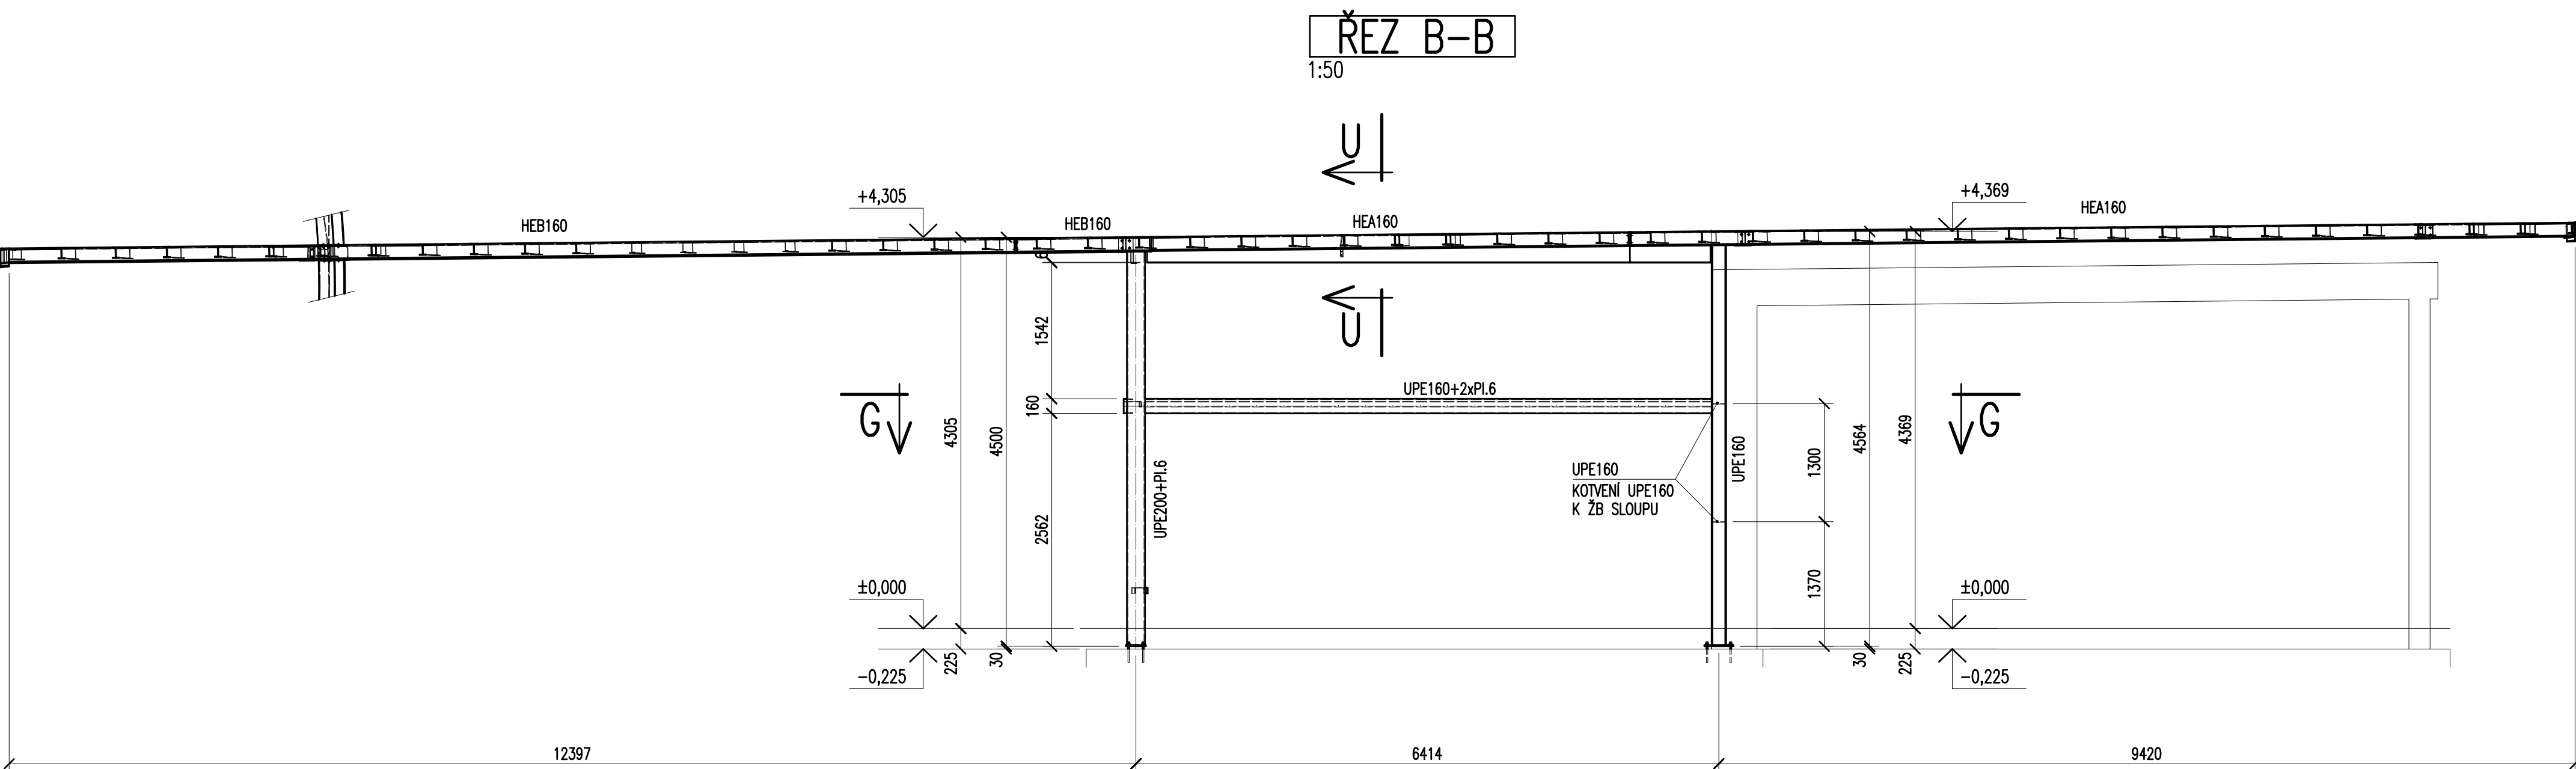 ŘEZ B-B
1:50
U
+4,305
+4,369
HEB160
HEB160
HEA160
HEA160
U
1542
160
2562
4305
4500
225
30
G
G
UPE160+2xPl.6
UPE200+Pl.6
UPE160
KOTVENÍ UPE160
K ŽB SLOUPU
UPE160
1300
1370
4564
4369
30
225
±0,000
±0,000
-0,225
-0,225
12397
6414
9420